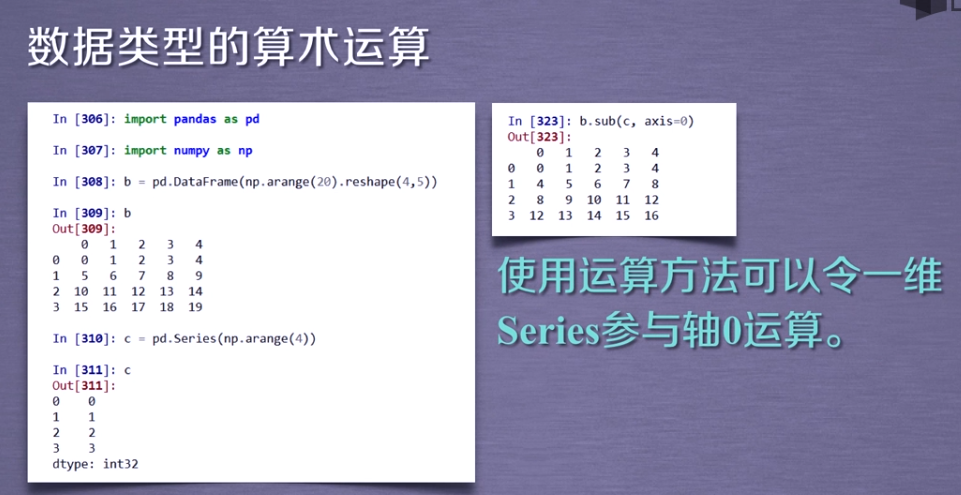 数据类型的算术运算
In [306]: import pandas as pd
In [307]: import numpy as np
In [308]: b = pd.DataFrame(np.arange(20).reshape(4,5))
In [309]: b
Out[309]:
    0   1   2   3   4
0   0   1   2   3   4
1   5   6   7   8   9
2  10  11  12  13  14
3  15  16  17  18  19
In [310]: c = pd.Series(np.arange(4))
In [311]: c
Out[311]:
0    0
1    1
2    2
3    3
dtype: int32
In [323]: b.sub(c, axis=0)
Out[323]:
    0   1   2   3   4
0   0   1   2   3   4
1   4   5   6   7   8
2   8   9  10  11  12
3  12  13  14  15  16
使用运算方法可以令一维
Series参与轴0运算。